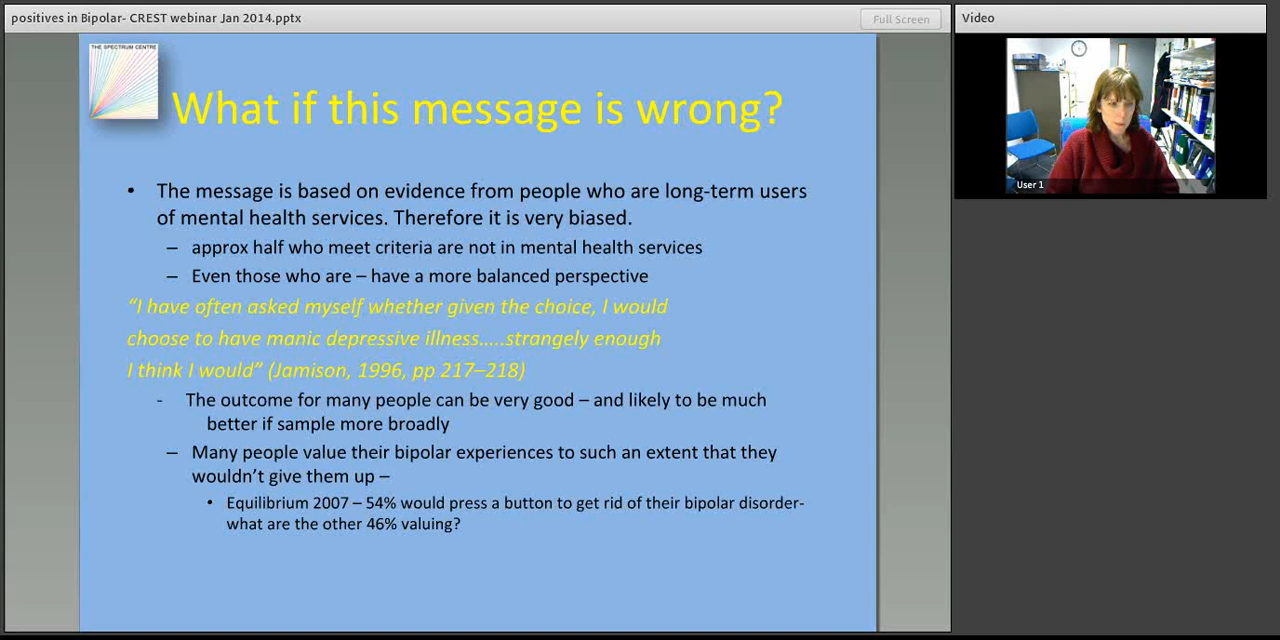 positives in Bipolar- CREST webinar Jan 2014.pptx
Full Screen
Video
THE SPECTRUM CENTRE
What if this message is wrong?
• The message is based on evidence from people who are long-term users
of mental health services. Therefore it is very biased.
– approx half who meet criteria are not in mental health services
– Even those who are – have a more balanced perspective
“I have often asked myself whether given the choice, I would
choose to have manic depressive illness…..strangely enough
I think I would” (Jamison, 1996, pp 217–218)
- The outcome for many people can be very good – and likely to be much
better if sample more broadly
– Many people value their bipolar experiences to such an extent that they
wouldn’t give them up –
• Equilibrium 2007 – 54% would press a button to get rid of their bipolar disorder-
what are the other 46% valuing?
User 1